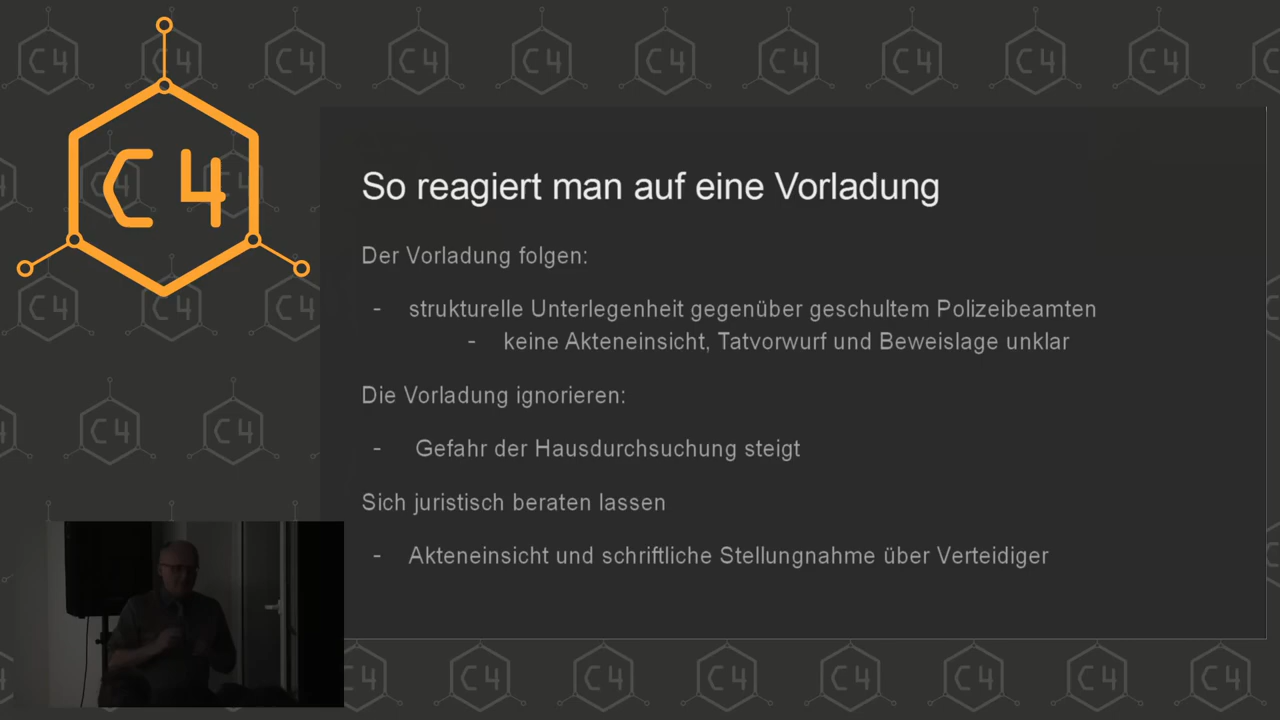 C4
So reagiert man auf eine Vorladung
Der Vorladung folgen:
- strukturelle Unterlegenheit gegenüber geschultem Polizeibeamten
- keine Akteneinsicht, Tatvorwurf und Beweislage unklar
Die Vorladung ignorieren:
- Gefahr der Hausdurchsuchung steigt
Sich juristisch beraten lassen
- Akteneinsicht und schriftliche Stellungnahme über Verteidiger